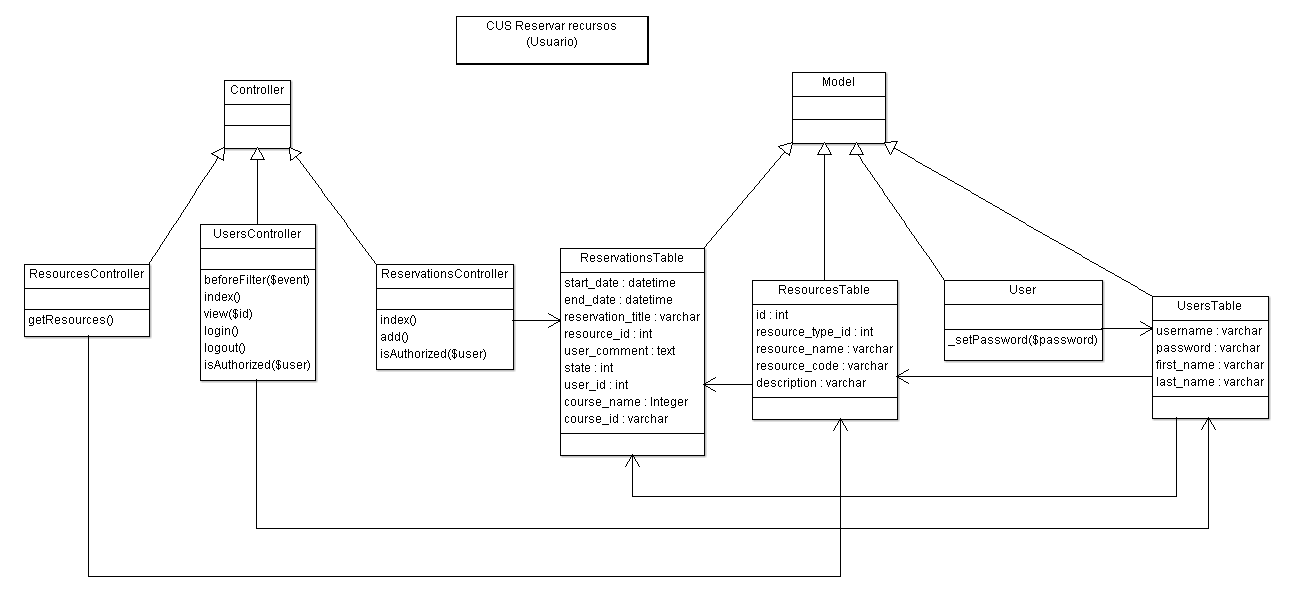 CUS Reservar recursos
(Usuario)
Controller
Model
ResourcesController
getResources()
UsersController
beforeFilter($event)
index()
view($id)
login()
logout()
isAuthorized($user)
ReservationsController
index()
add()
isAuthorized($user)
ReservationsTable
start_date : datetime
end_date : datetime
reservation_title : varchar
resource_id : int
user_comment : text
state : int
user_id : int
course_name : Integer
course_id : varchar
ResourcesTable
id : int
resource_type_id : int
resource_name : varchar
resource_code : varchar
description : varchar
User
_setPassword($password)
UsersTable
username : varchar
password : varchar
first_name : varchar
last_name : varchar